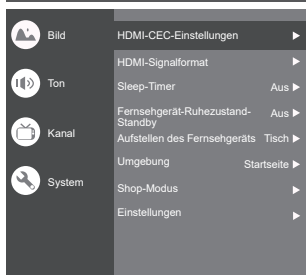 Bild
Ton
Kanal
System
HDMI-CEC-Einstellungen
HDMI-Signalformat
Sleep-Timer Aus
Fernsehgerät-Ruhezustand-
Standby Aus
Aufstellen des Fernsehgeräts Tisch
Umgebung Startseite
Shop-Modus
Einstellungen